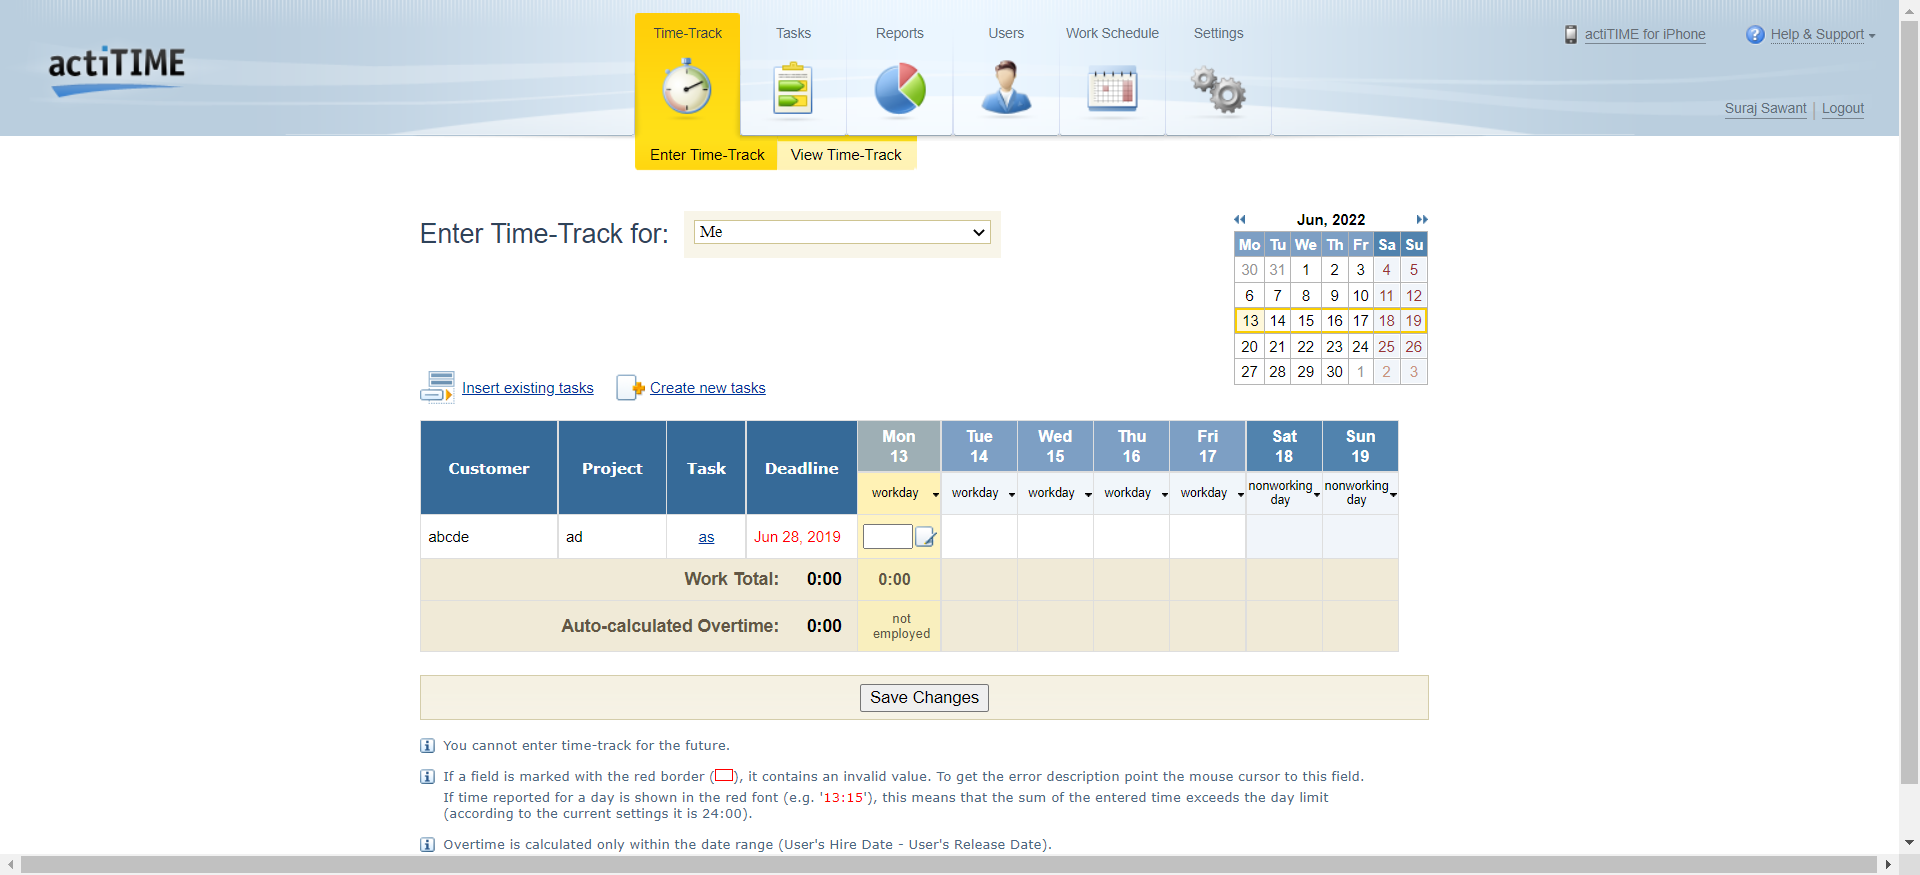 actiTIME
Time-Track Tasks Reports Users Work Schedule Settings
actiTIME for iPhone Help & Support
Suraj Sawant Logout
Enter Time-Track View Time-Track
Enter Time-Track for: Me
Jun, 2022
Mo Tu We Th Fr Sa Su
30 31 1 2 3 4 5
6 7 8 9 10 11 12
13 14 15 16 17 18 19
20 21 22 23 24 25 26
27 28 29 30 1 2 3
Insert existing tasks Create new tasks
Customer Project Task Deadline
Mon Tue Wed Thu Fri Sat Sun
13 14 15 16 17 18 19
workday workday workday workday workday nonworking day nonworking day
abcde ad as Jun 28, 2019
Work Total: 0:00 0:00
Auto-calculated Overtime: 0:00 not employed
Save Changes
You cannot enter time-track for the future.
If a field is marked with the red border ( ), it contains an invalid value. To get the error description point the mouse cursor to this field.
If time reported for a day is shown in the red font (e.g. '13:15'), this means that the sum of the entered time exceeds the day limit
(according to the current settings it is 24:00).
Overtime is calculated only within the date range (User's Hire Date - User's Release Date).